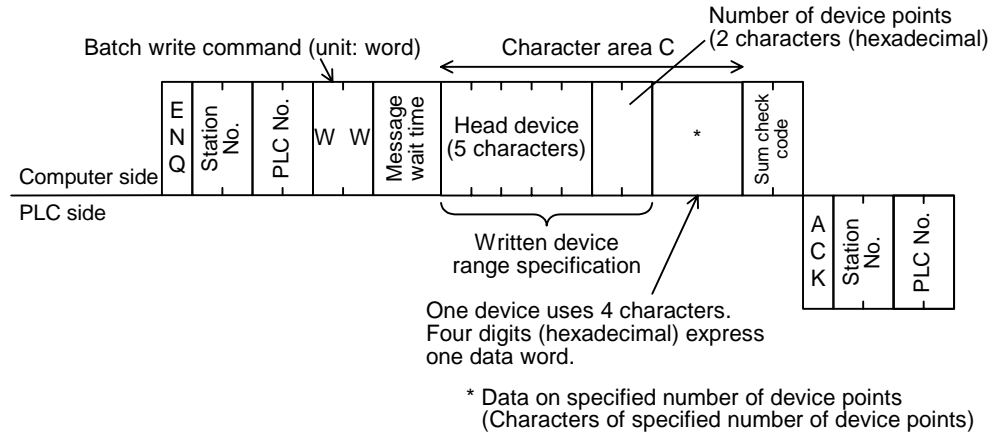 Number of device points
(2 characters (hexadecimal)
Batch write command (unit: word)
Character area C
ENQ
Station No.
PLC No.
W W
Message wait time
Head device
(5 characters)
*
Sum check code
Computer side
PLC side
ACK
Station No.
PLC No.
Written device
range specification
One device uses 4 characters.
Four digits (hexadecimal) express
one data word.
* Data on specified number of device points
(Characters of specified number of device points)